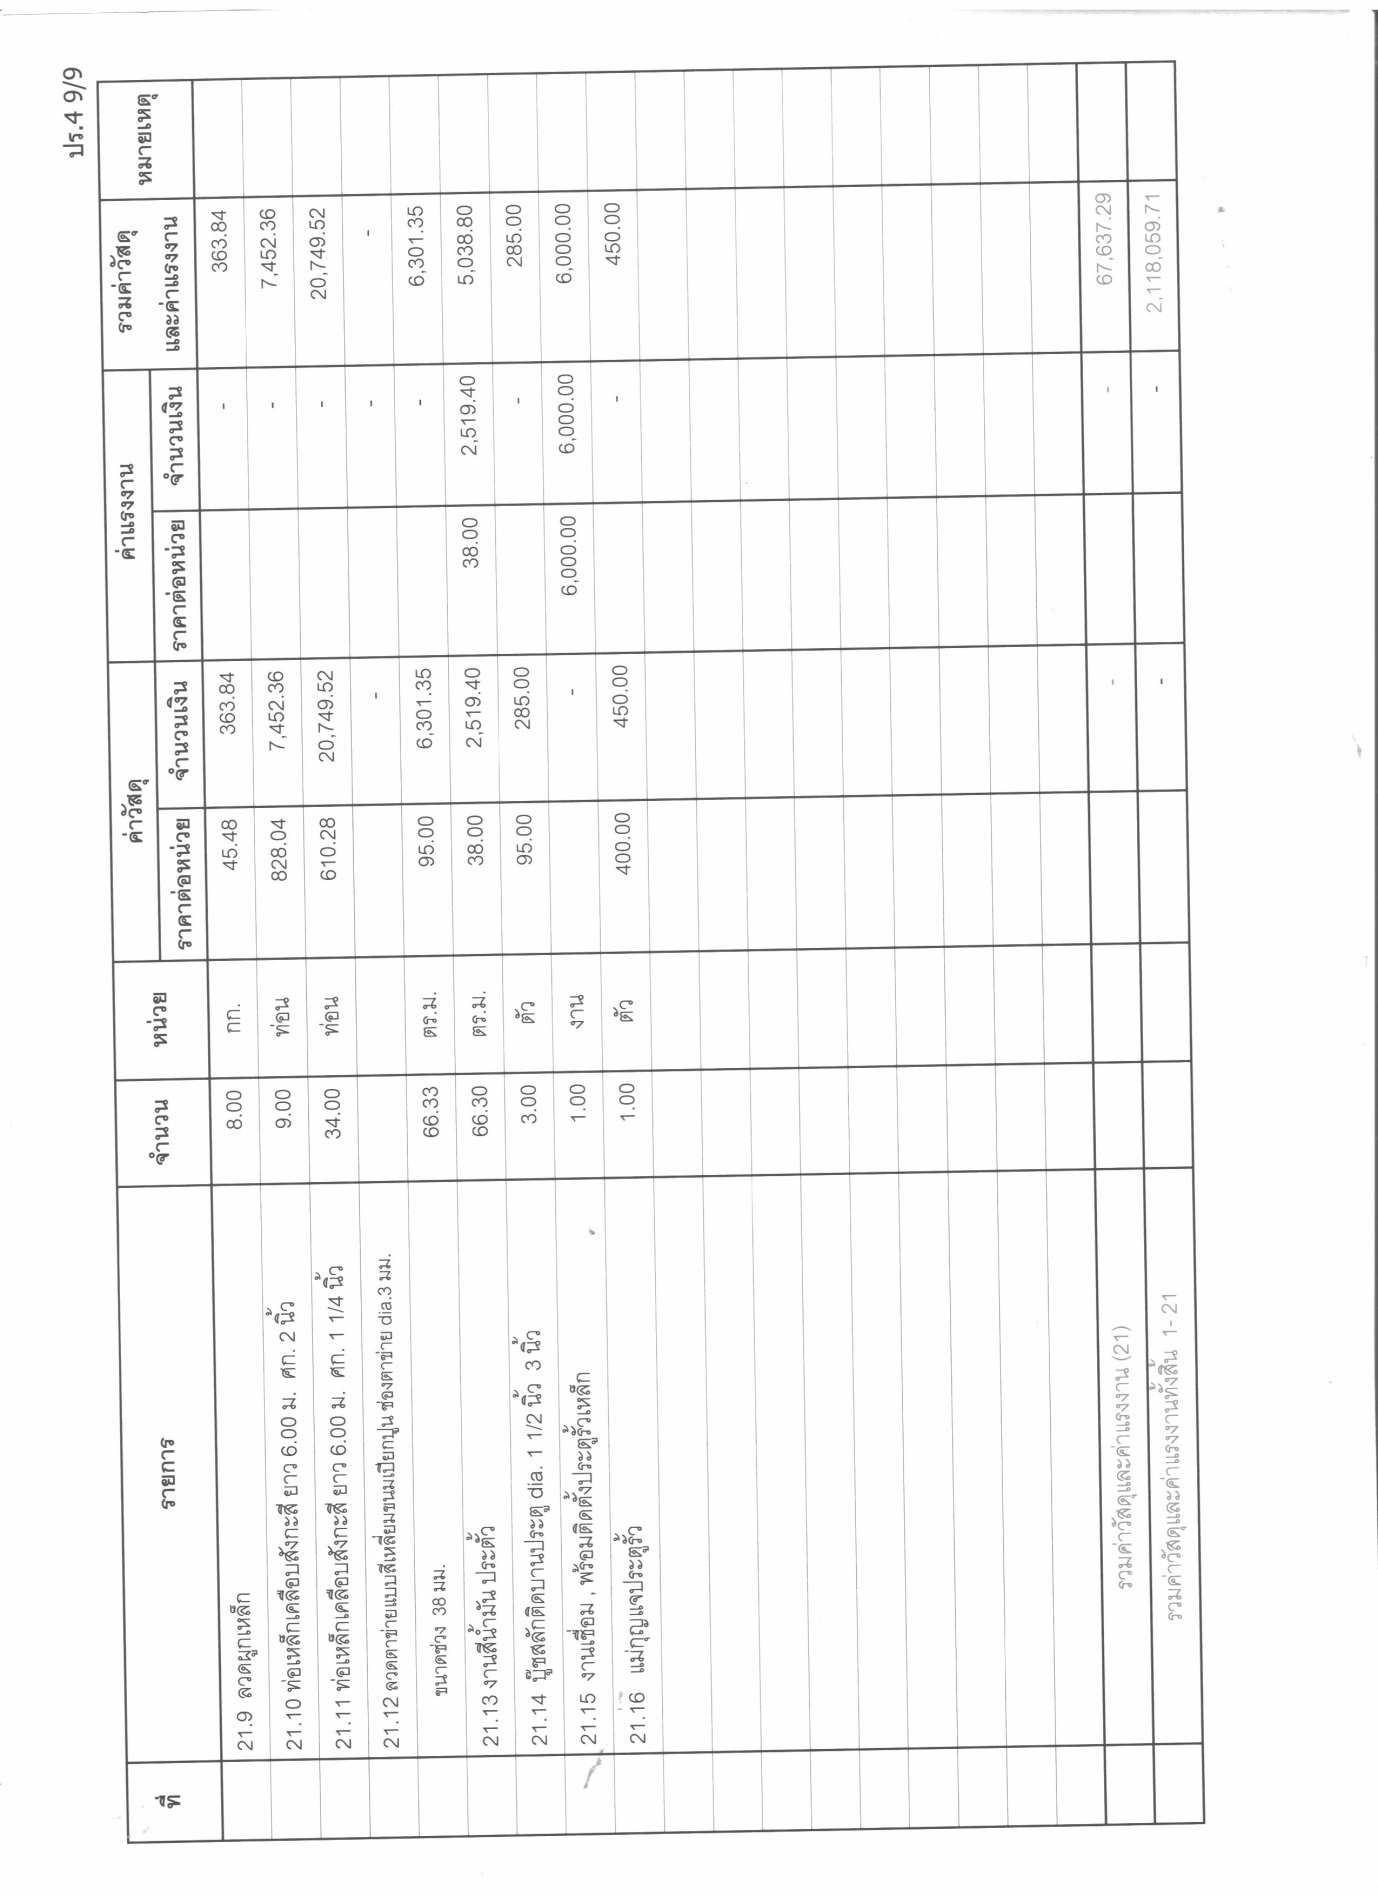 ปร.4 9/9
ที่ รายการ จำนวน หน่วย ค่าวัสดุ ค่าแรงงาน รวมค่าวัสดุ หมายเหตุ
ราคาต่อหน่วย จำนวนเงิน ราคาต่อหน่วย จำนวนเงิน และค่าแรงงาน
21.9 ลวดผูกเหล็ก 8.00 กก. 45.48 363.84 - 363.84
21.10 ท่อเหล็กเคลือบสังกะสี ยาว 6.00 ม. ศก. 2 นิ้ว 9.00 ท่อน 828.04 7,452.36 - 7,452.36
21.11 ท่อเหล็กเคลือบสังกะสี ยาว 6.00 ม. ศก. 1 1/4 นิ้ว 34.00 ท่อน 610.28 20,749.52 - 20,749.52
21.12 ลวดตาข่ายแบบสี่เหลี่ยมขนมเปียกปูน ช่องตาข่าย dia.3 มม. - - -
ขนาดช่วง 38 มม. 66.33 ตร.ม. 95.00 6,301.35 - 6,301.35
21.13 งานสีน้ำมัน ประตั้ว 66.30 ตร.ม. 38.00 2,519.40 38.00 2,519.40 5,038.80
21.14 บู๊ชสลักติดบานประตู dia. 1 1/2 นิ้ว 3 นิ้ว 3.00 ตัว 95.00 285.00 - 285.00
21.15 งานเชื่อม , พร้อมติดตั้งประตูรั้วเหล็ก 1.00 งาน - 6,000.00 6,000.00 6,000.00
21.16 แม่กุญแจประตูรั้ว 1.00 ตัว 400.00 450.00 - 450.00
รวมค่าวัสดุและค่าแรงงาน (21) - - 67,637.29
รวมค่าวัสดุและค่าแรงงานทั้งสิ้น 1- 21 - - 2,118,059.71